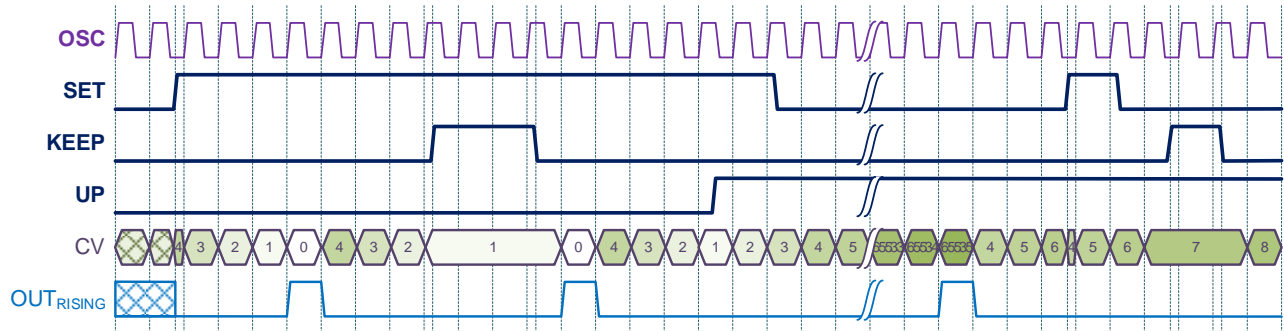 OSC
SET
KEEP
UP
CV 4 3 2 1 0 4 3 2 1 0 4 3 2 1 2 3 4 5 65533 65534 65535 4 5 6 4 5 6 7 8
OUTRISING